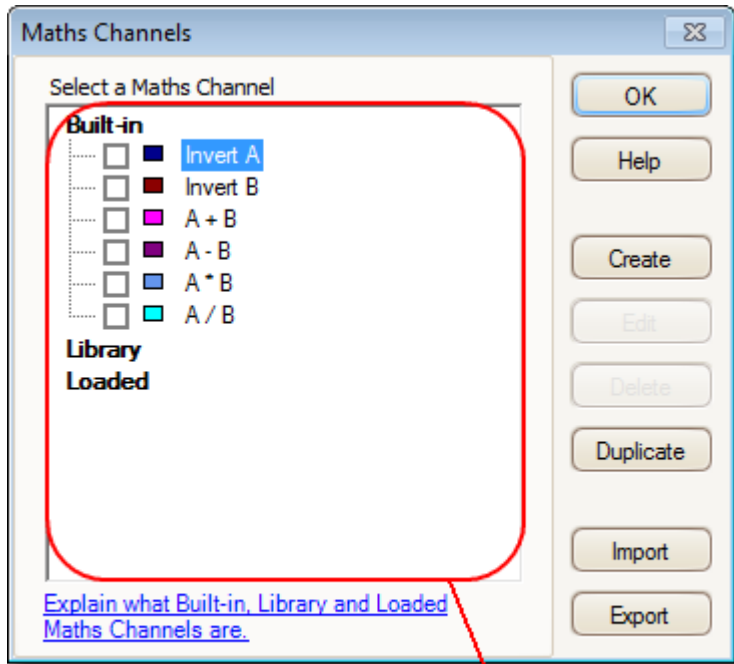 Maths Channels
Select a Maths Channel
Built-in
Invert A
Invert B
A + B
A - B
A * B
A / B
Library
Loaded
Explain what Built-in, Library and Loaded
Maths Channels are.
OK
Help
Create
Edit
Delete
Duplicate
Import
Export